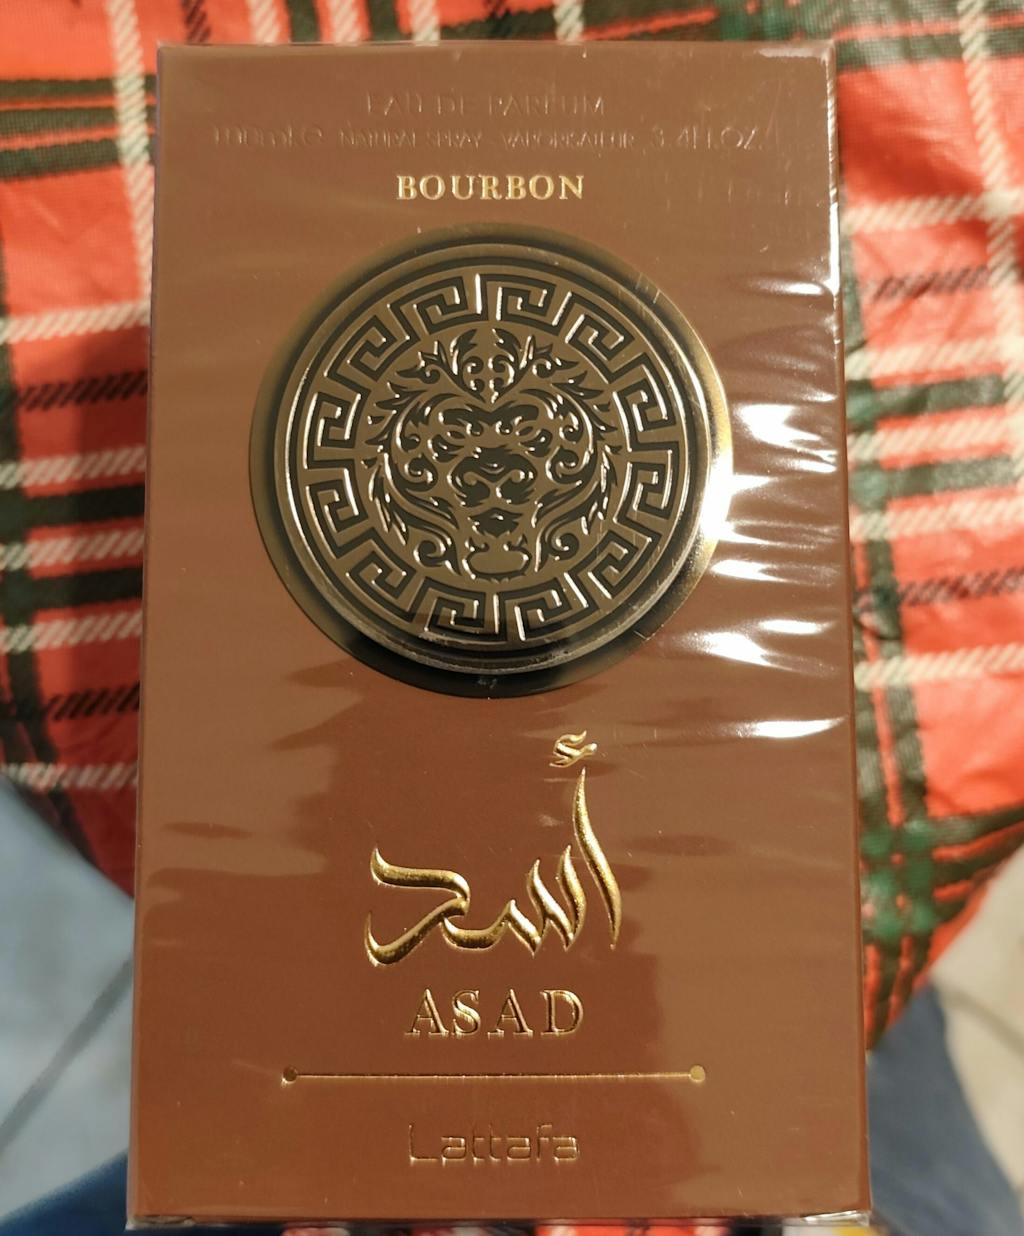 EAU DE PARFUM
100ml ℮ NATURAL SPRAY - VAPORISATEUR 3.4FL.OZ.
BOURBON
أسد
ASAD
Lattafa